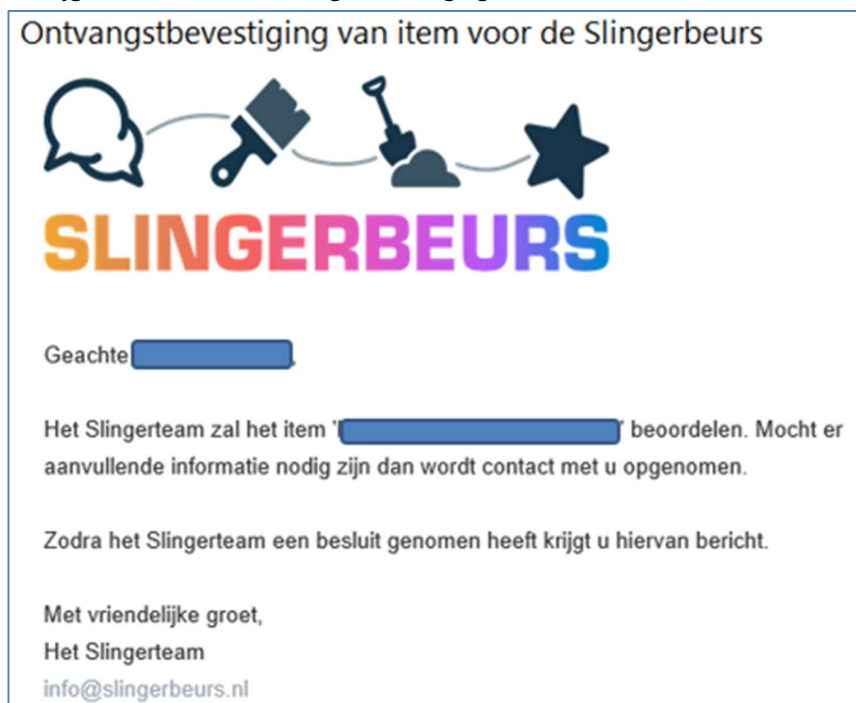 Ontvangstbevestiging van item voor de Slingerbeurs
SLINGERBEURS
Geachte ,
Het Slingerteam zal het item '' beoordelen. Mocht er
aanvullende informatie nodig zijn dan wordt contact met u opgenomen.
Zodra het Slingerteam een besluit genomen heeft krijgt u hiervan bericht.
Met vriendelijke groet,
Het Slingerteam
info@slingerbeurs.nl